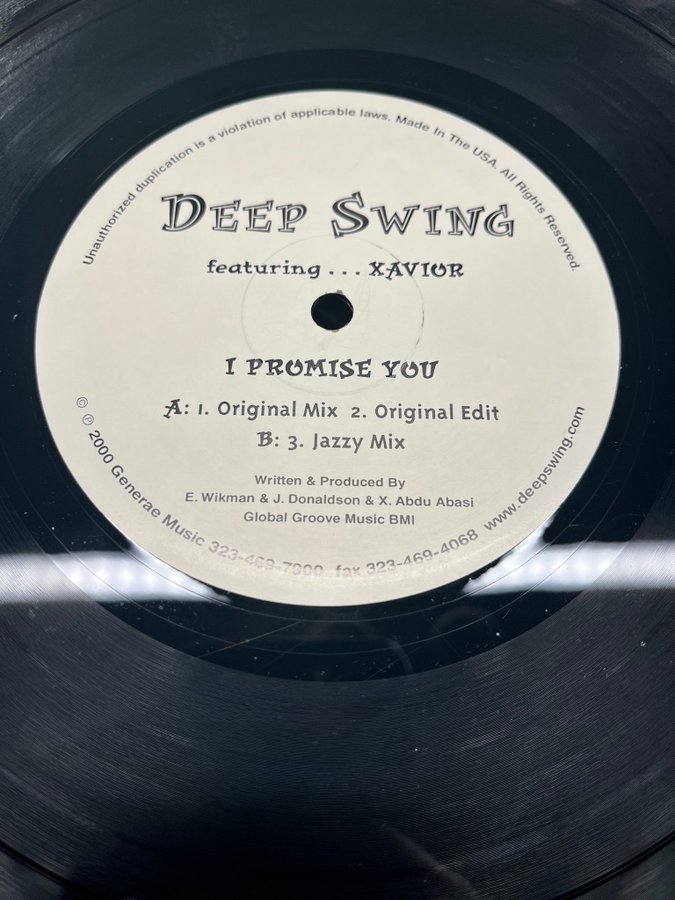 Unauthorized duplication is a violation of applicable laws. Made In The USA. All Rights Reserved.
DEEP SWING
featuring... XAVIOR
I PROMISE YOU
A: 1. Original Mix 2. Original Edit
B: 3. Jazzy Mix
Written & Produced By
E. Wikman & J. Donaldson & X. Abdu Abasi
Global Groove Music BMI
© ℗ 2000 Generae Music 323-469-7900 fax 323-469-4068 www.deepswing.com